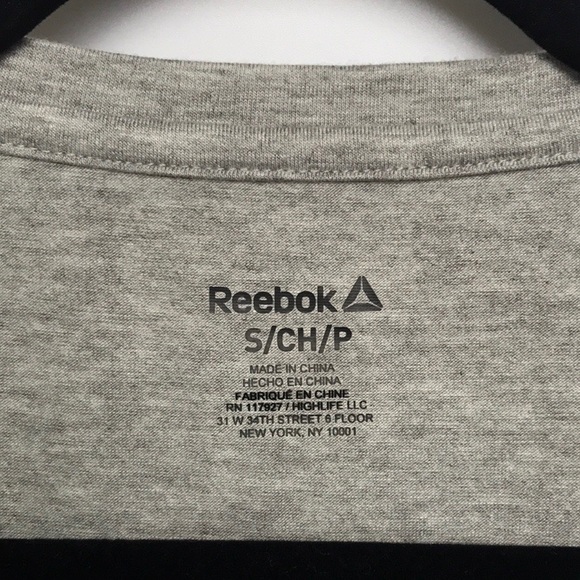 Reebok
S/CH/P
MADE IN CHINA
HECHO EN CHINA
FABRIQUÉ EN CHINE
RN 117927 / HIGHLIFE LLC
31 W 34TH STREET 6 FLOOR
NEW YORK, NY 10001